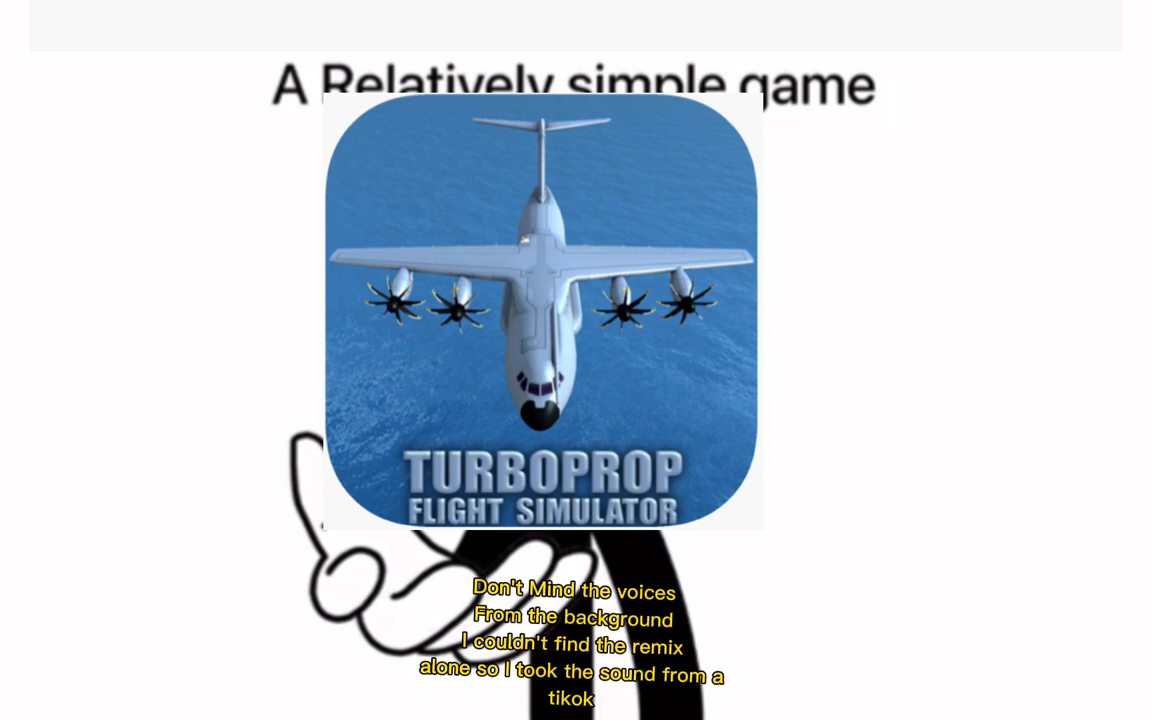 A Relatively simple game
TURBOPROP
FLIGHT SIMULATOR
Don't Mind the voices
From the background
I couldn't find the remix
alone so I took the sound from a
tikok